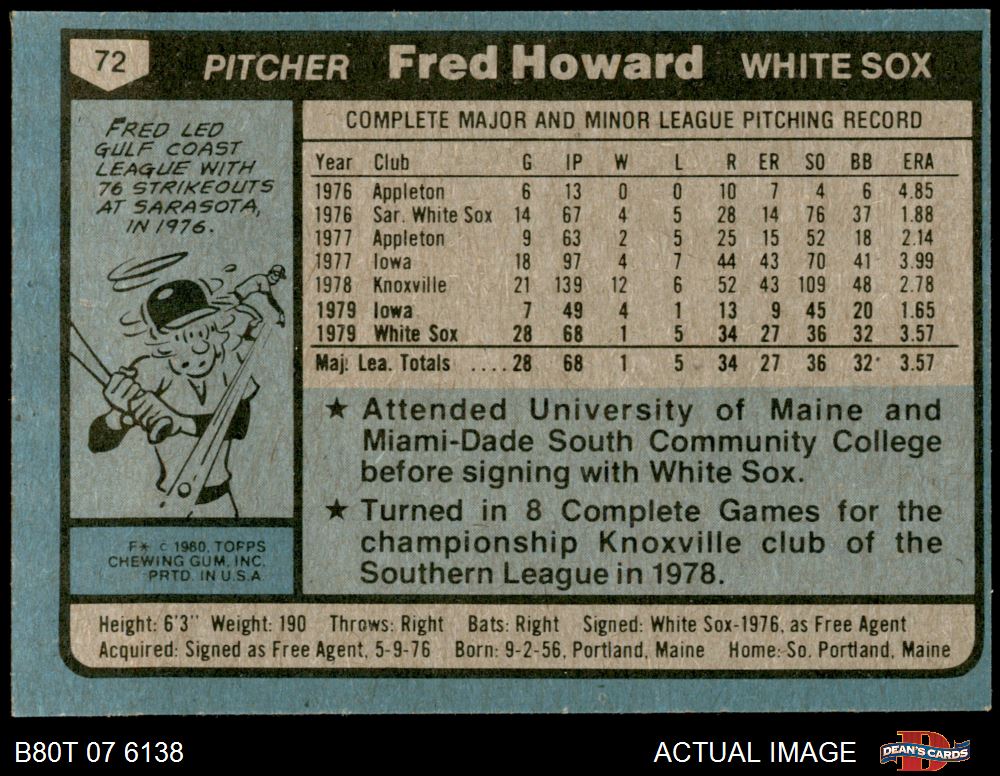 72 PITCHER Fred Howard WHITE SOX
FRED LED
GULF COAST
LEAGUE WITH
76 STRIKEOUTS
AT SARASOTA,
IN 1976.
F* © 1980, TOPPS
CHEWING GUM, INC.
PRTD. IN U.S.A
COMPLETE MAJOR AND MINOR LEAGUE PITCHING RECORD
Year Club G IP W L R ER SO BB ERA
1976 Appleton 6 13 0 0 10 7 4 6 4.85
1976 Sar. White Sox 14 67 4 5 28 14 76 37 1.88
1977 Appleton 9 63 2 5 25 15 52 18 2.14
1977 Iowa 18 97 4 7 44 43 70 41 3.99
1978 Knoxville 21 139 12 6 52 43 109 48 2.78
1979 Iowa 7 49 4 1 13 9 45 20 1.65
1979 White Sox 28 68 1 5 34 27 36 32 3.57
Maj. Lea. Totals .... 28 68 1 5 34 27 36 32 3.57
★ Attended University of Maine and
Miami-Dade South Community College
before signing with White Sox.
★ Turned in 8 Complete Games for the
championship Knoxville club of the
Southern League in 1978.
Height: 6'3" Weight: 190 Throws: Right Bats: Right Signed: White Sox-1976, as Free Agent
Acquired: Signed as Free Agent, 5-9-76 Born: 9-2-56, Portland, Maine Home: So. Portland, Maine
B80T 07 6138 ACTUAL IMAGE DEAN'S CARDS